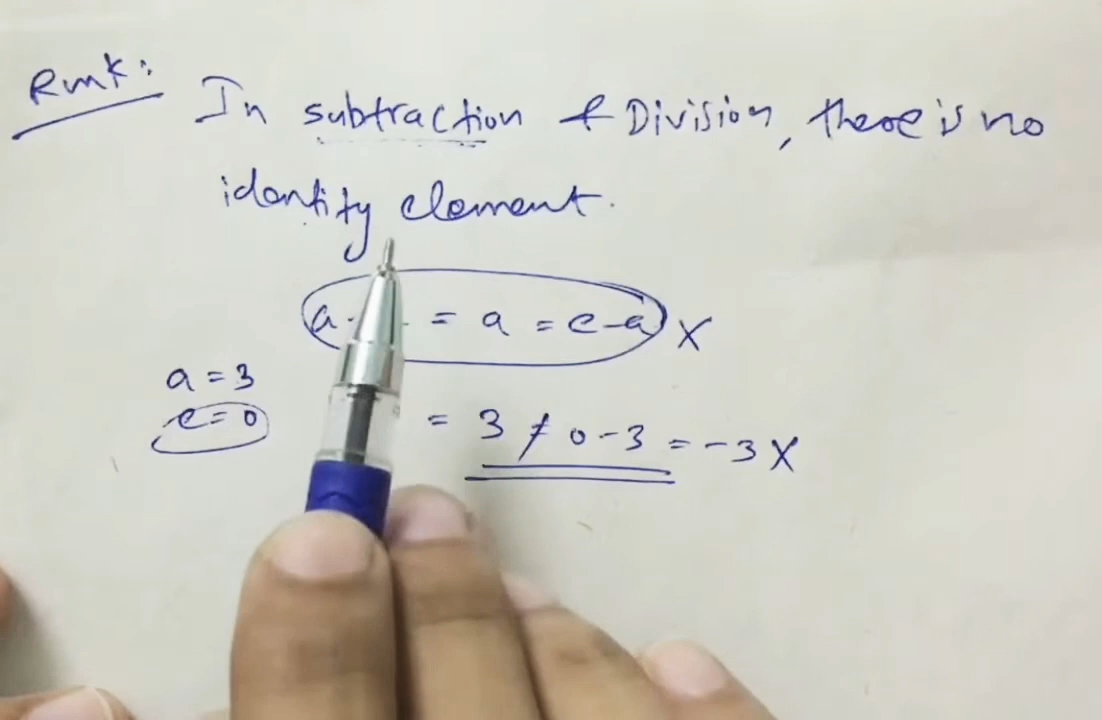 Rmk:
In subtraction & Division, there is no
identity element.
a = a = e-a X
a = 3
e = 0
= 3 ≠ 0-3 = -3 X